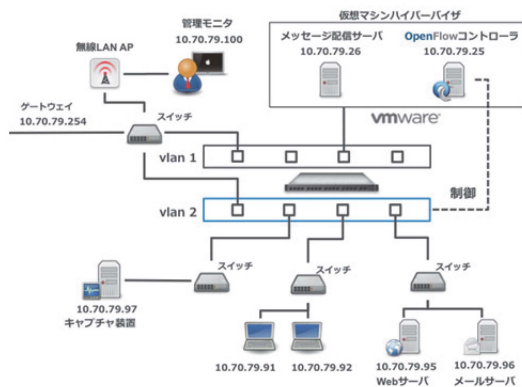 仮想マシンハイパーバイザ
管理モニタ
10.70.79.100
メッセージ配信サーバ
10.70.79.26
OpenFlowコントローラ
10.70.79.25
無線LAN AP
ゲートウェイ
10.70.79.254
スイッチ
vmware
vlan 1
制御
vlan 2
スイッチ
スイッチ
スイッチ
10.70.79.97
キャプチャ装置
10.70.79.91
10.70.79.92
10.70.79.95
Webサーバ
10.70.79.96
メールサーバ